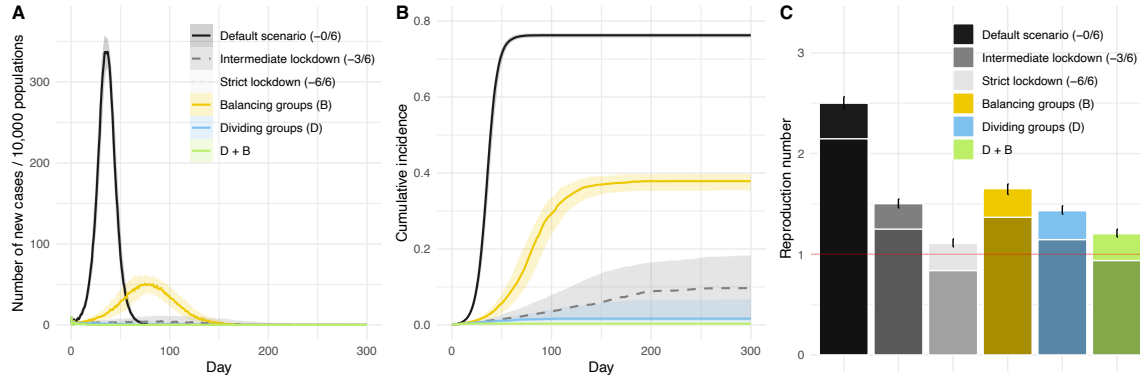 A
Number of new cases / 10,000 populations
300
200
100
0
Default scenario (−0/6)
Intermediate lockdown (−3/6)
Strict lockdown (−6/6)
Balancing groups (B)
Dividing groups (D)
D + B
0
100
200
300
Day
B
Cumulative incidence
0.8
0.6
0.4
0.2
0.0
0
100
200
300
Day
C
Reproduction number
3
2
1
0
Default scenario (−0/6)
Intermediate lockdown (−3/6)
Strict lockdown (−6/6)
Balancing groups (B)
Dividing groups (D)
D + B